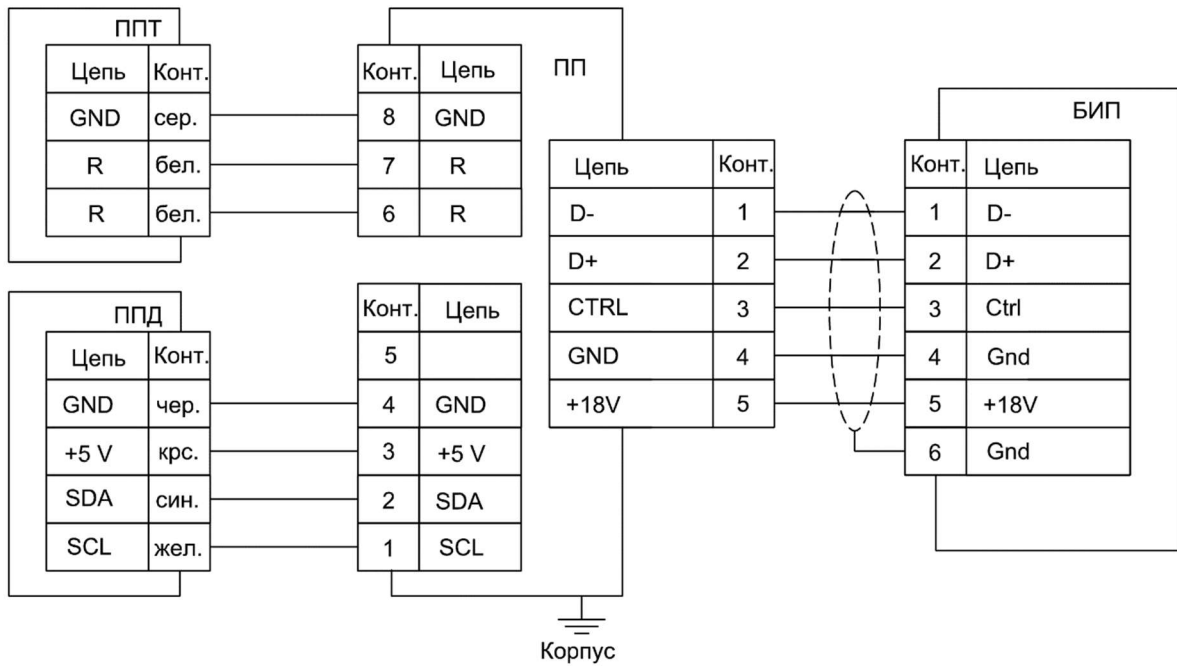 ППТ
Цепь Конт.
GND сер.
R бел.
R бел.
ППД
Цепь Конт.
GND чер.
+5 V крс.
SDA син.
SCL жел.
ПП
Конт. Цепь
8 GND
7 R
6 R
Конт. Цепь
5
4 GND
3 +5 V
2 SDA
1 SCL
Цепь Конт.
D- 1
D+ 2
CTRL 3
GND 4
+18V 5
Корпус
БИП
Конт. Цепь
1 D-
2 D+
3 Ctrl
4 Gnd
5 +18V
6 Gnd